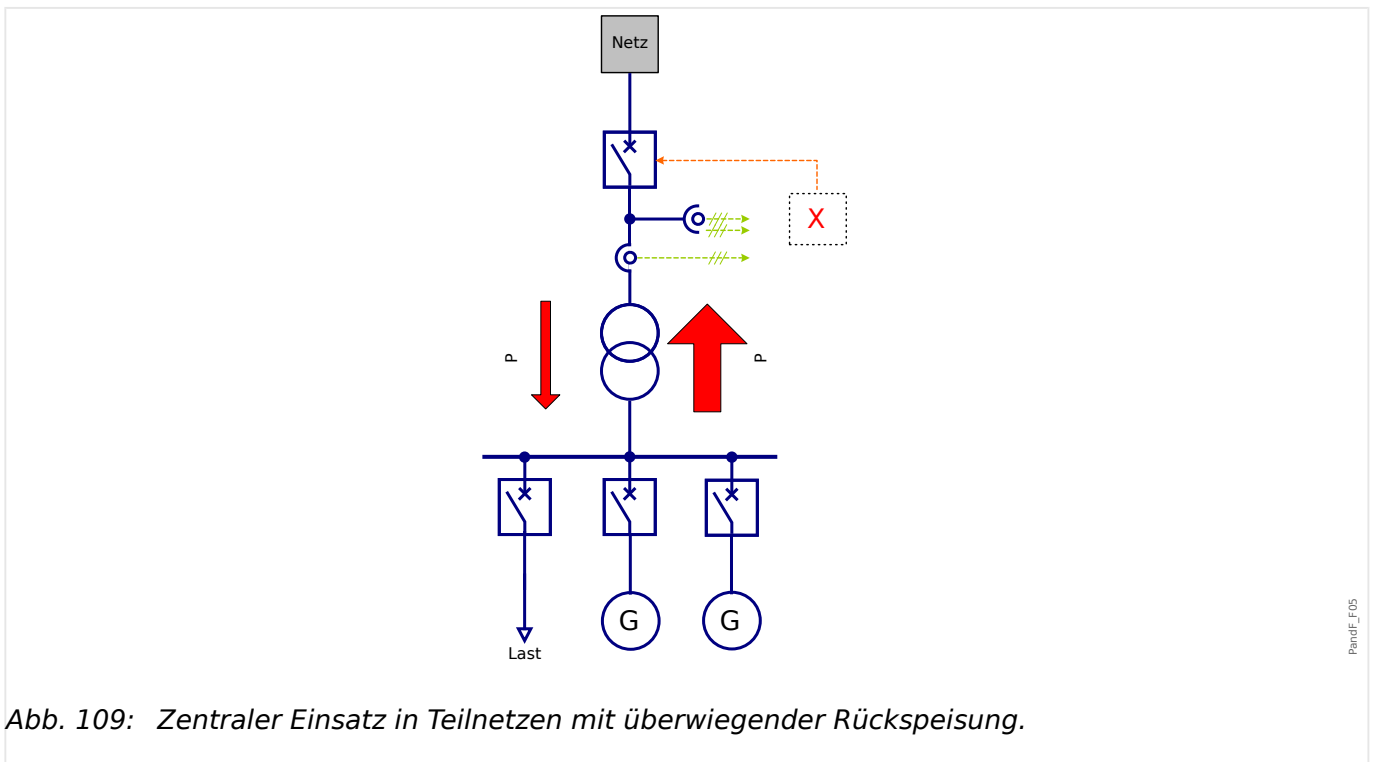 Netz
X
P
P
G
G
Last
PandF_F05
Abb. 109: Zentraler Einsatz in Teilnetzen mit überwiegender Rückspeisung.